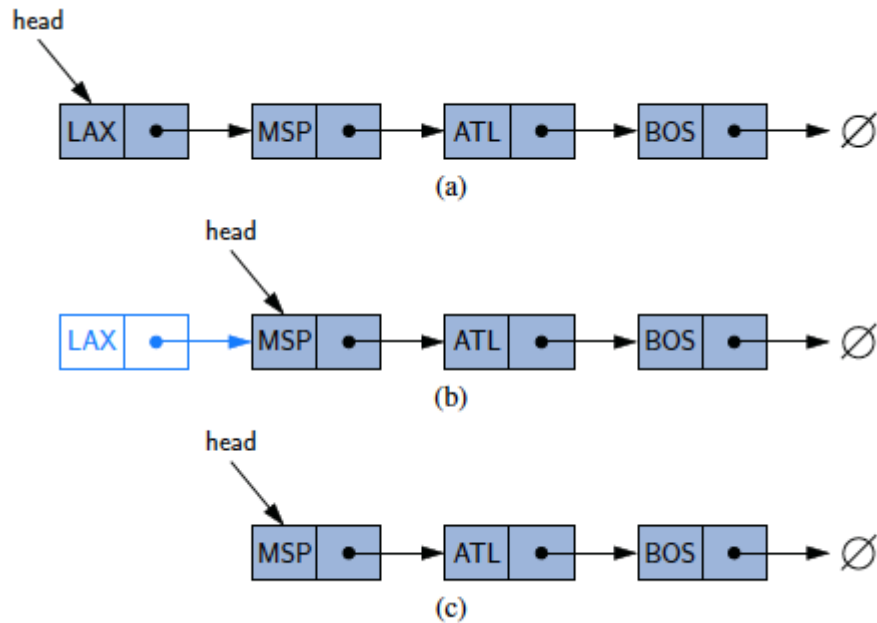 head
LAX MSP ATL BOS ∅
(a)
head
LAX MSP ATL BOS ∅
(b)
head
MSP ATL BOS ∅
(c)